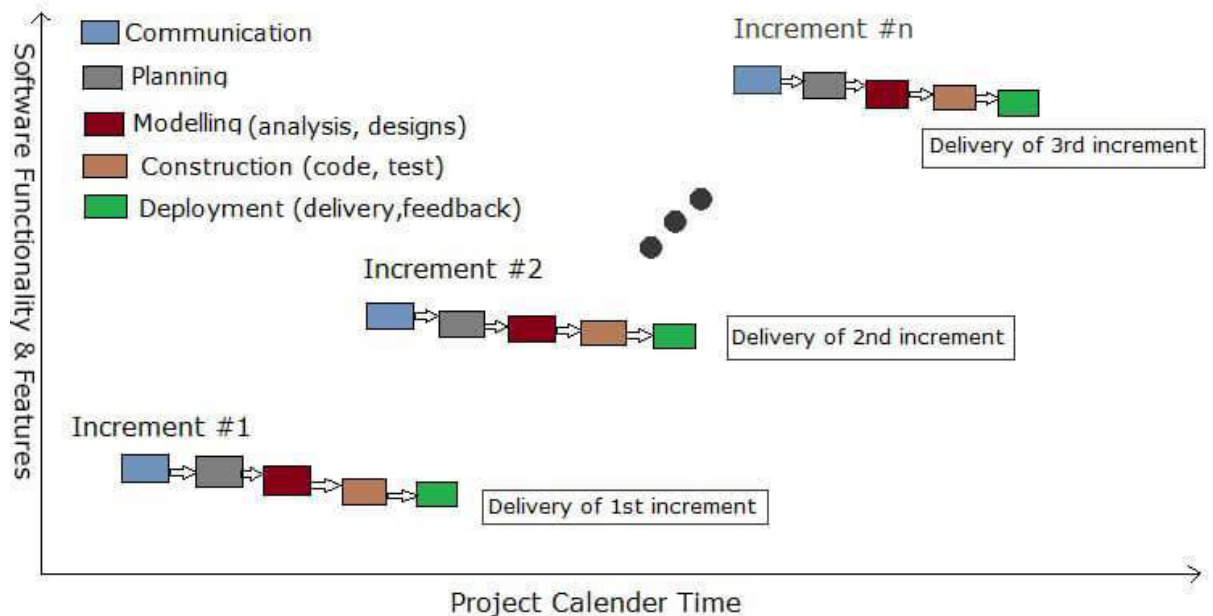 Software Functionality & Features
Communication
Planning
Modelling (analysis, designs)
Construction (code, test)
Deployment (delivery,feedback)
Increment #n
Delivery of 3rd increment
Increment #2
Delivery of 2nd increment
Increment #1
Delivery of 1st increment
Project Calender Time